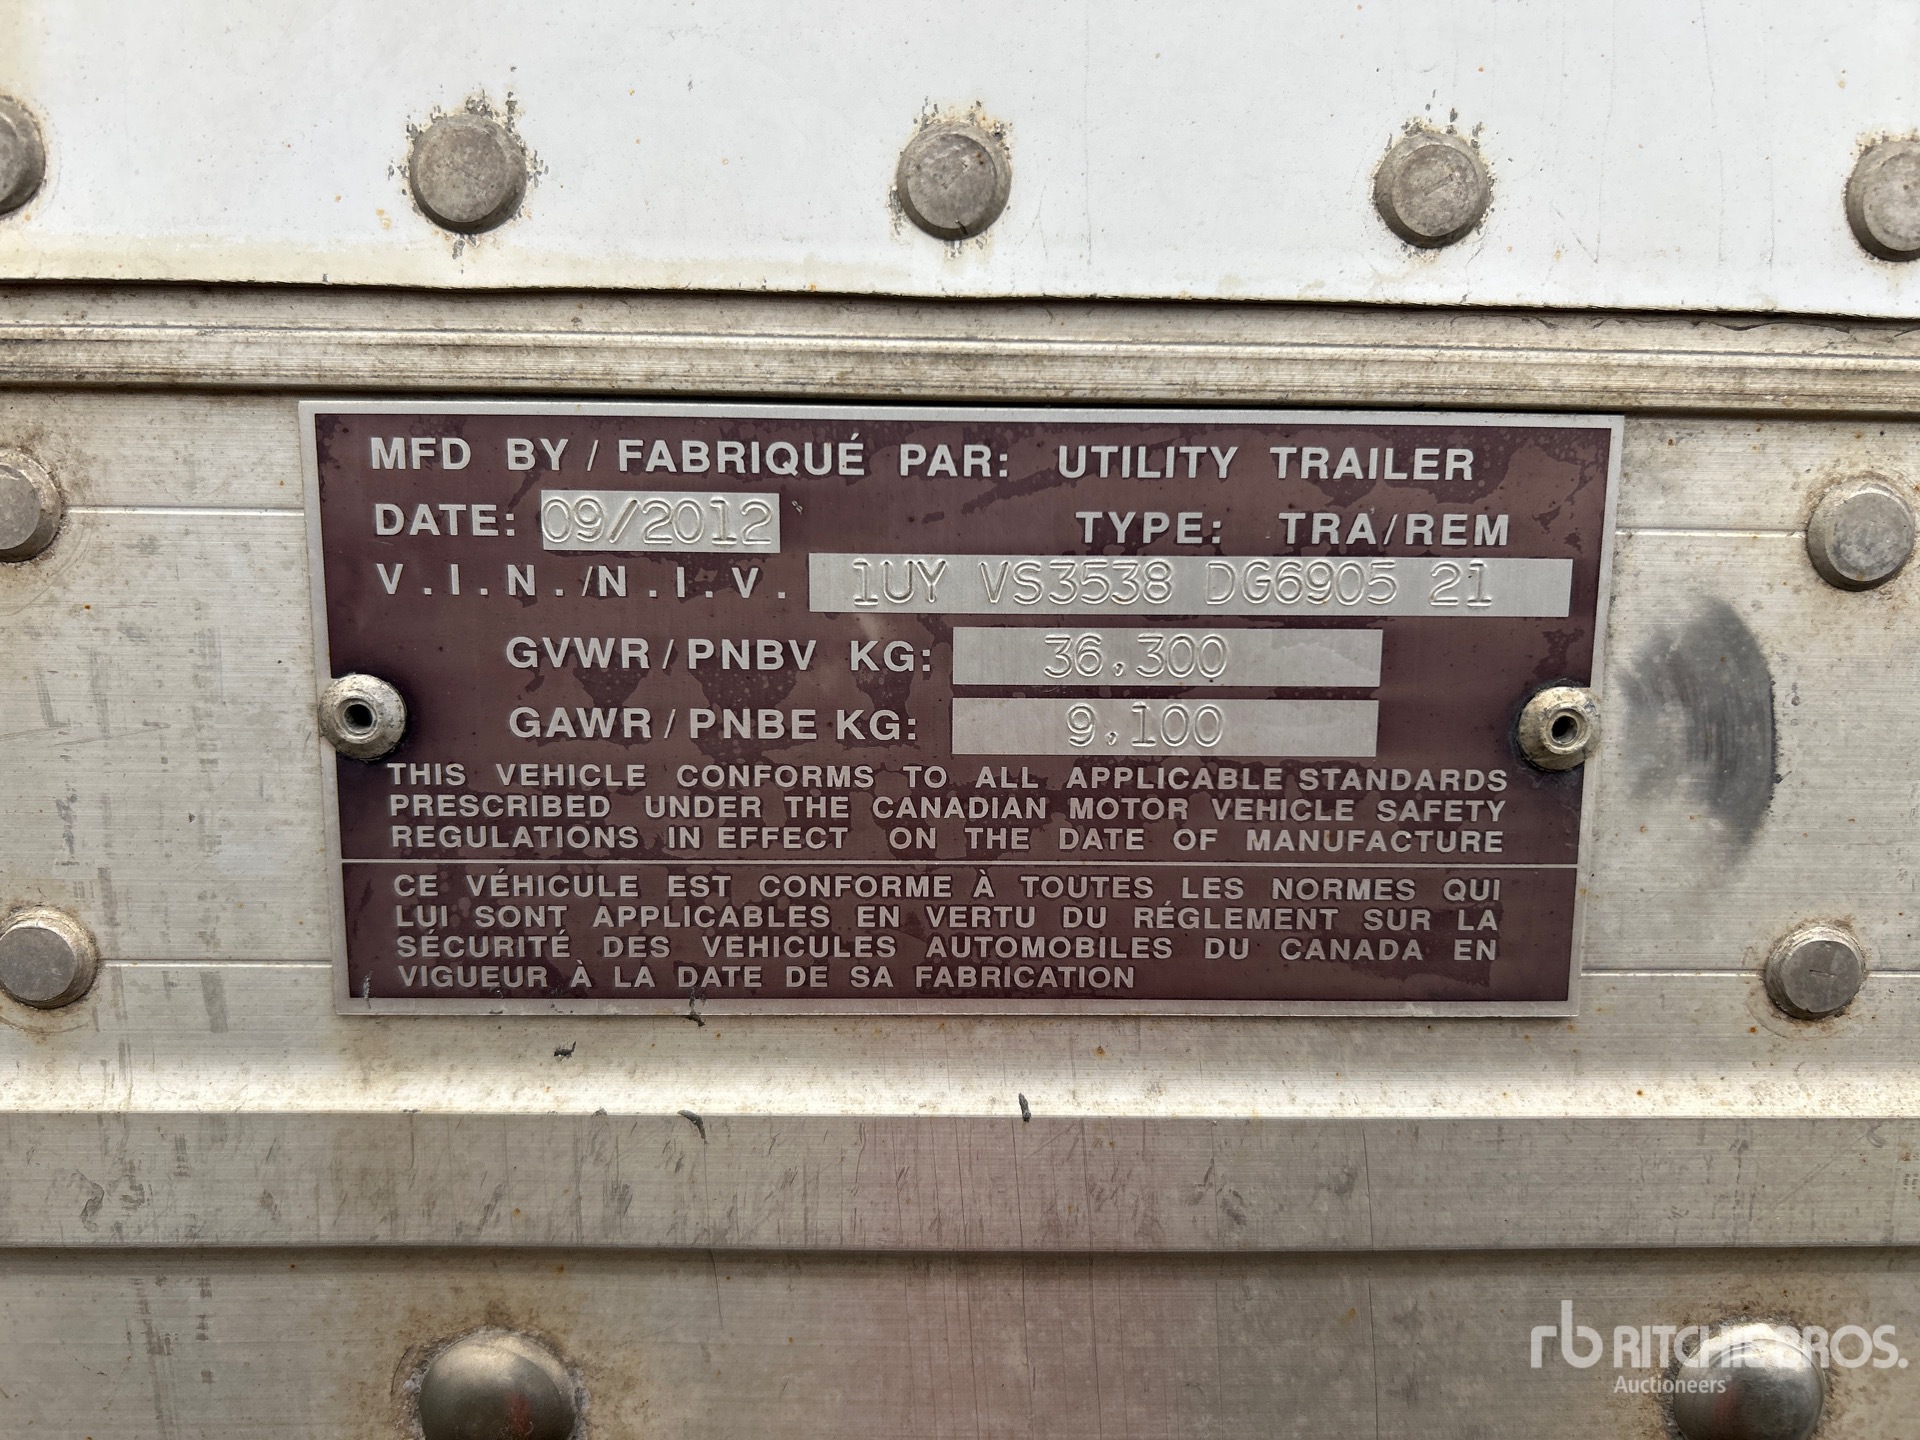 MFD BY / FABRIQUÉ PAR: UTILITY TRAILER
DATE: 09/2012 TYPE: TRA/REM
V.I.N./N.I.V. 1UY VS3538 DG6905 21
GVWR / PNBV KG: 36,300
GAWR / PNBE KG: 9,100
THIS VEHICLE CONFORMS TO ALL APPLICABLE STANDARDS
PRESCRIBED UNDER THE CANADIAN MOTOR VEHICLE SAFETY
REGULATIONS IN EFFECT ON THE DATE OF MANUFACTURE
CE VÉHICULE EST CONFORME À TOUTES LES NORMES QUI
LUI SONT APPLICABLES EN VERTU DU RÉGLEMENT SUR LA
SÉCURITÉ DES VÉHICULES AUTOMOBILES DU CANADA EN
VIGUEUR À LA DATE DE SA FABRICATION
rb RITCHIE BROS.
Auctioneers